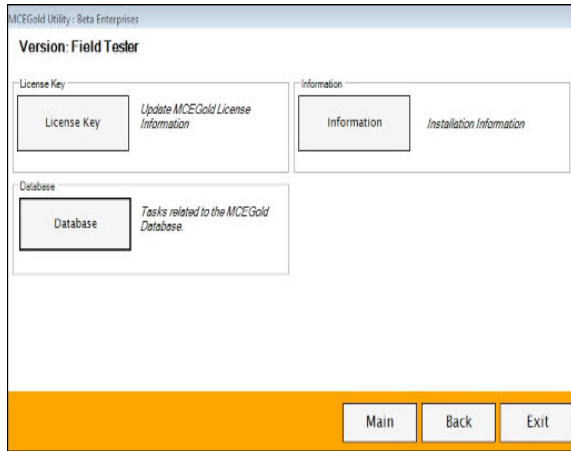 MCEGold Utility : Beta Enterprises
Version: Field Tester
License Key
License Key
Update MCEGold License
Information
Information
Information
Installation Information
Database
Database
Tasks related to the MCEGold
Database.
Main
Back
Exit